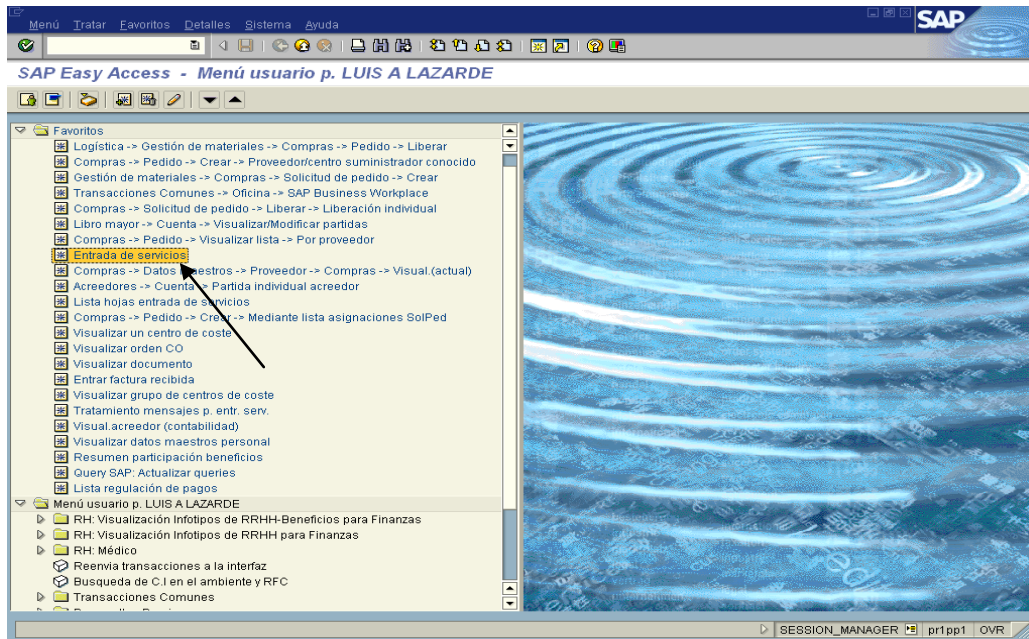 Menú Tratar Favoritos Detalles Sistema Ayuda
SAP
SAP Easy Access - Menú usuario p. LUIS A LAZARDE
Favoritos
Logística -> Gestión de materiales -> Compras -> Pedido -> Liberar
Compras -> Pedido -> Crear -> Proveedor/centro suministrador conocido
Gestión de materiales -> Compras -> Solicitud de pedido -> Crear
Transacciones Comunes -> Oficina -> SAP Business Workplace
Compras -> Solicitud de pedido -> Liberar -> Liberación individual
Libro mayor -> Cuenta -> Visualizar/Modificar partidas
Compras -> Pedido -> Visualizar lista -> Por proveedor
Entrada de servicios
Compras -> Datos maestros -> Proveedor -> Compras -> Visual.(actual)
Acreedores -> Cuenta -> Partida individual acreedor
Lista hojas entrada de servicios
Compras -> Pedido -> Crear -> Mediante lista asignaciones SolPed
Visualizar un centro de coste
Visualizar orden CO
Visualizar documento
Entrar factura recibida
Visualizar grupo de centros de coste
Tratamiento mensajes p. entr. serv.
Visual.acreedor (contabilidad)
Visualizar datos maestros personal
Resumen participación beneficios
Query SAP: Actualizar queries
Lista regulación de pagos
Menú usuario p. LUIS A LAZARDE
RH: Visualización Infotipos de RRHH-Beneficios para Finanzas
RH: Visualización Infotipos de RRHH para Finanzas
RH: Médico
Reenvia transacciones a la interfaz
Busqueda de C.I en el ambiente y RFC
Transacciones Comunes
SESSION_MANAGER pr1pp1 OVR